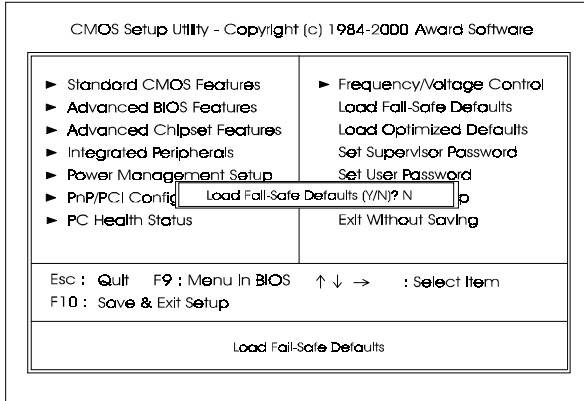 CMOS Setup Utility - Copyright (c) 1984-2000 Award Software
► Standard CMOS Features
► Advanced BIOS Features
► Advanced Chipset Features
► Integrated Peripherals
► Power Management Setup
► PnP/PCI Config
► PC Health Status
► Frequency/Voltage Control
Load Fail-Safe Defaults
Load Optimized Defaults
Set Supervisor Password
Set User Password
p
Exit Without Saving
Load Fail-Safe Defaults (Y/N)? N
Esc : Quit F9 : Menu in BIOS ↑ ↓ → : Select Item
F10 : Save & Exit Setup
Load Fail-Safe Defaults